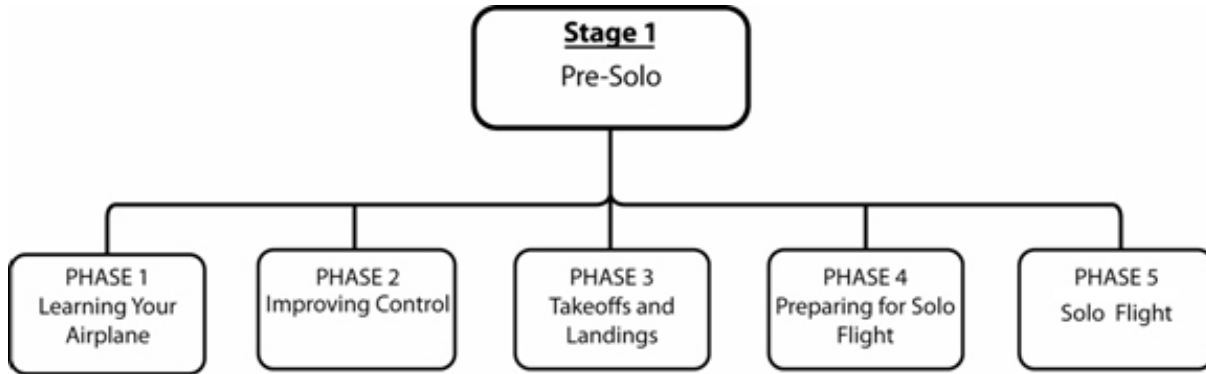 Stage 1
Pre-Solo
PHASE 1
Learning Your
Airplane
PHASE 2
Improving Control
PHASE 3
Takeoffs and
Landings
PHASE 4
Preparing for Solo
Flight
PHASE 5
Solo Flight